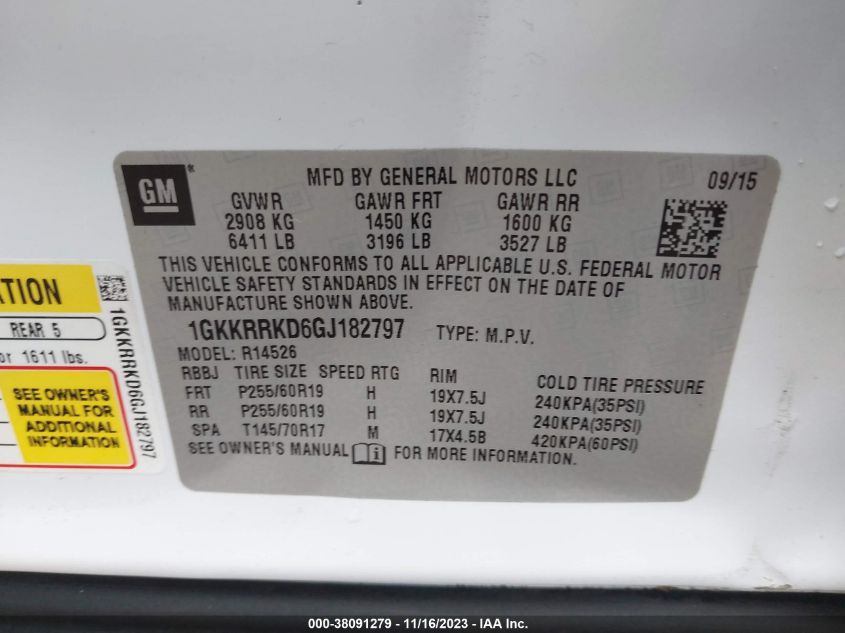 GM
MFD BY GENERAL MOTORS LLC 09/15
GVWR GAWR FRT GAWR RR
2908 KG 1450 KG 1600 KG
6411 LB 3196 LB 3527 LB
THIS VEHICLE CONFORMS TO ALL APPLICABLE U.S. FEDERAL MOTOR
VEHICLE SAFETY STANDARDS IN EFFECT ON THE DATE OF
MANUFACTURE SHOWN ABOVE.
1GKKRRKD6GJ182797 TYPE: M.P.V.
MODEL: R14526
RBBJ TIRE SIZE SPEED RTG RIM COLD TIRE PRESSURE
FRT P255/60R19 H 19X7.5J 240KPA(35PSI)
RR P255/60R19 H 19X7.5J 240KPA(35PSI)
SPA T145/70R17 M 17X4.5B 420KPA(60PSI)
SEE OWNER'S MANUAL FOR MORE INFORMATION.
ATION
REAR 5
or 1611 lbs.
SEE OWNER'S
MANUAL FOR
ADDITIONAL
INFORMATION
1GKKRRKD6GJ182797
000-38091279 - 11/16/2023 - IAA Inc.